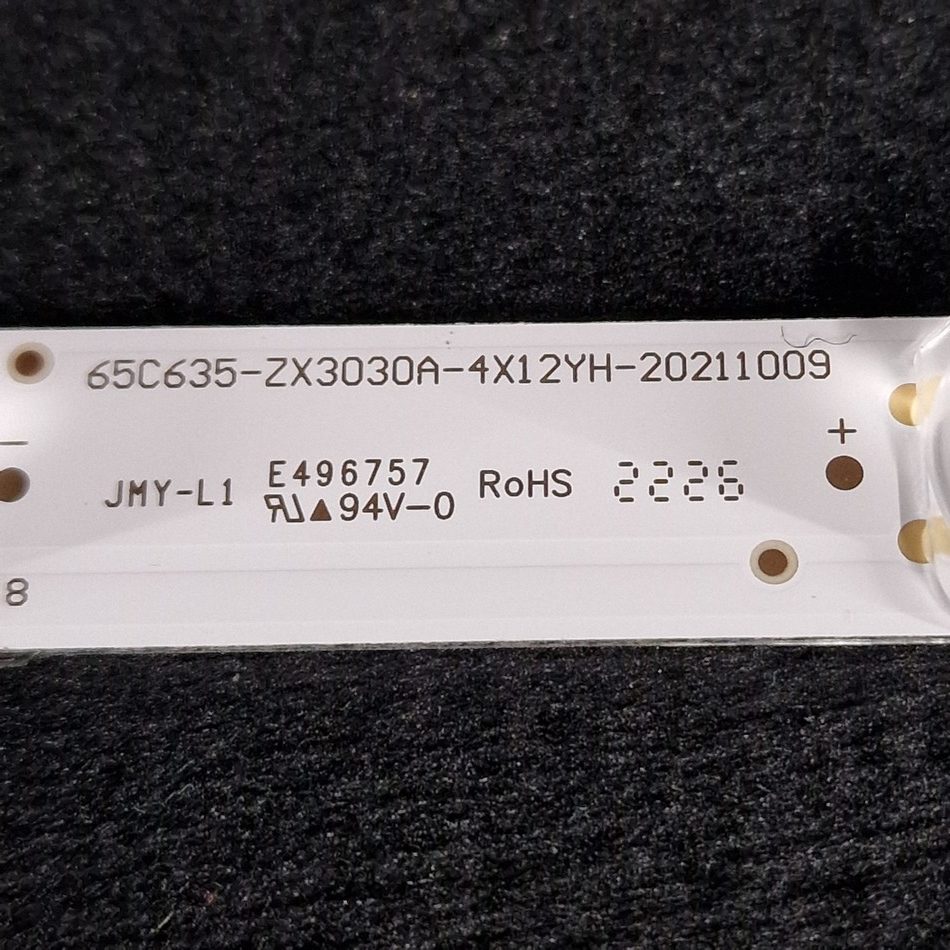 65C635-ZX3030A-4X12YH-20211009
- +
JMY-L1 E496757 RoHS 2226
▲94V-0
8